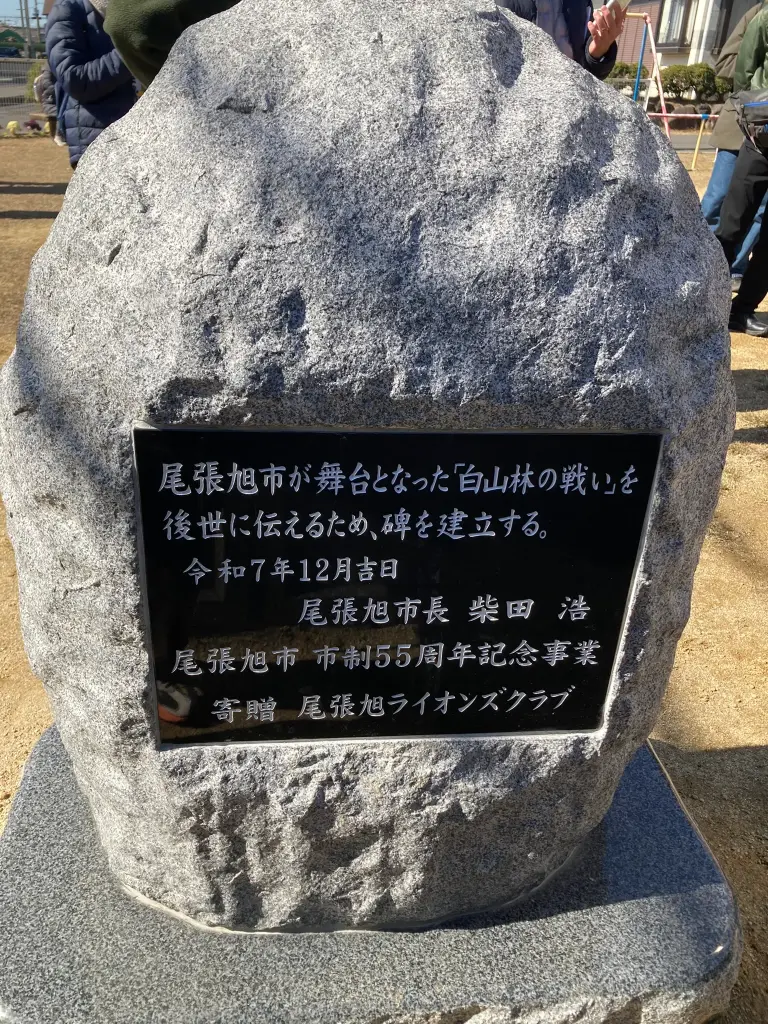 尾張旭市が舞台となった「白山林の戦い」を
後世に伝えるため、碑を建立する。
令和7年12月吉日
尾張旭市長 柴田 浩
尾張旭市 市制55周年記念事業
寄贈 尾張旭ライオンズクラブ